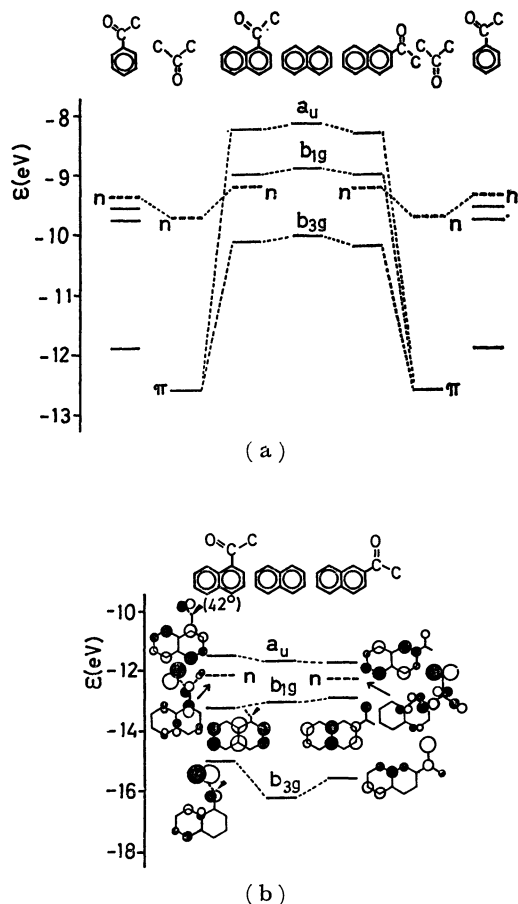 O C C
C C O
O C C
C O C C C O
O C C
-8
-9
-10
-11
-12
-13
ε(eV)
a_u
b_1g
n n n n n n
b_3g
π π
(a)
O C C
O C C
(42°)
-10
-12
-14
-16
-18
ε(eV)
a_u
n n
b_1g
b_3g
(b)